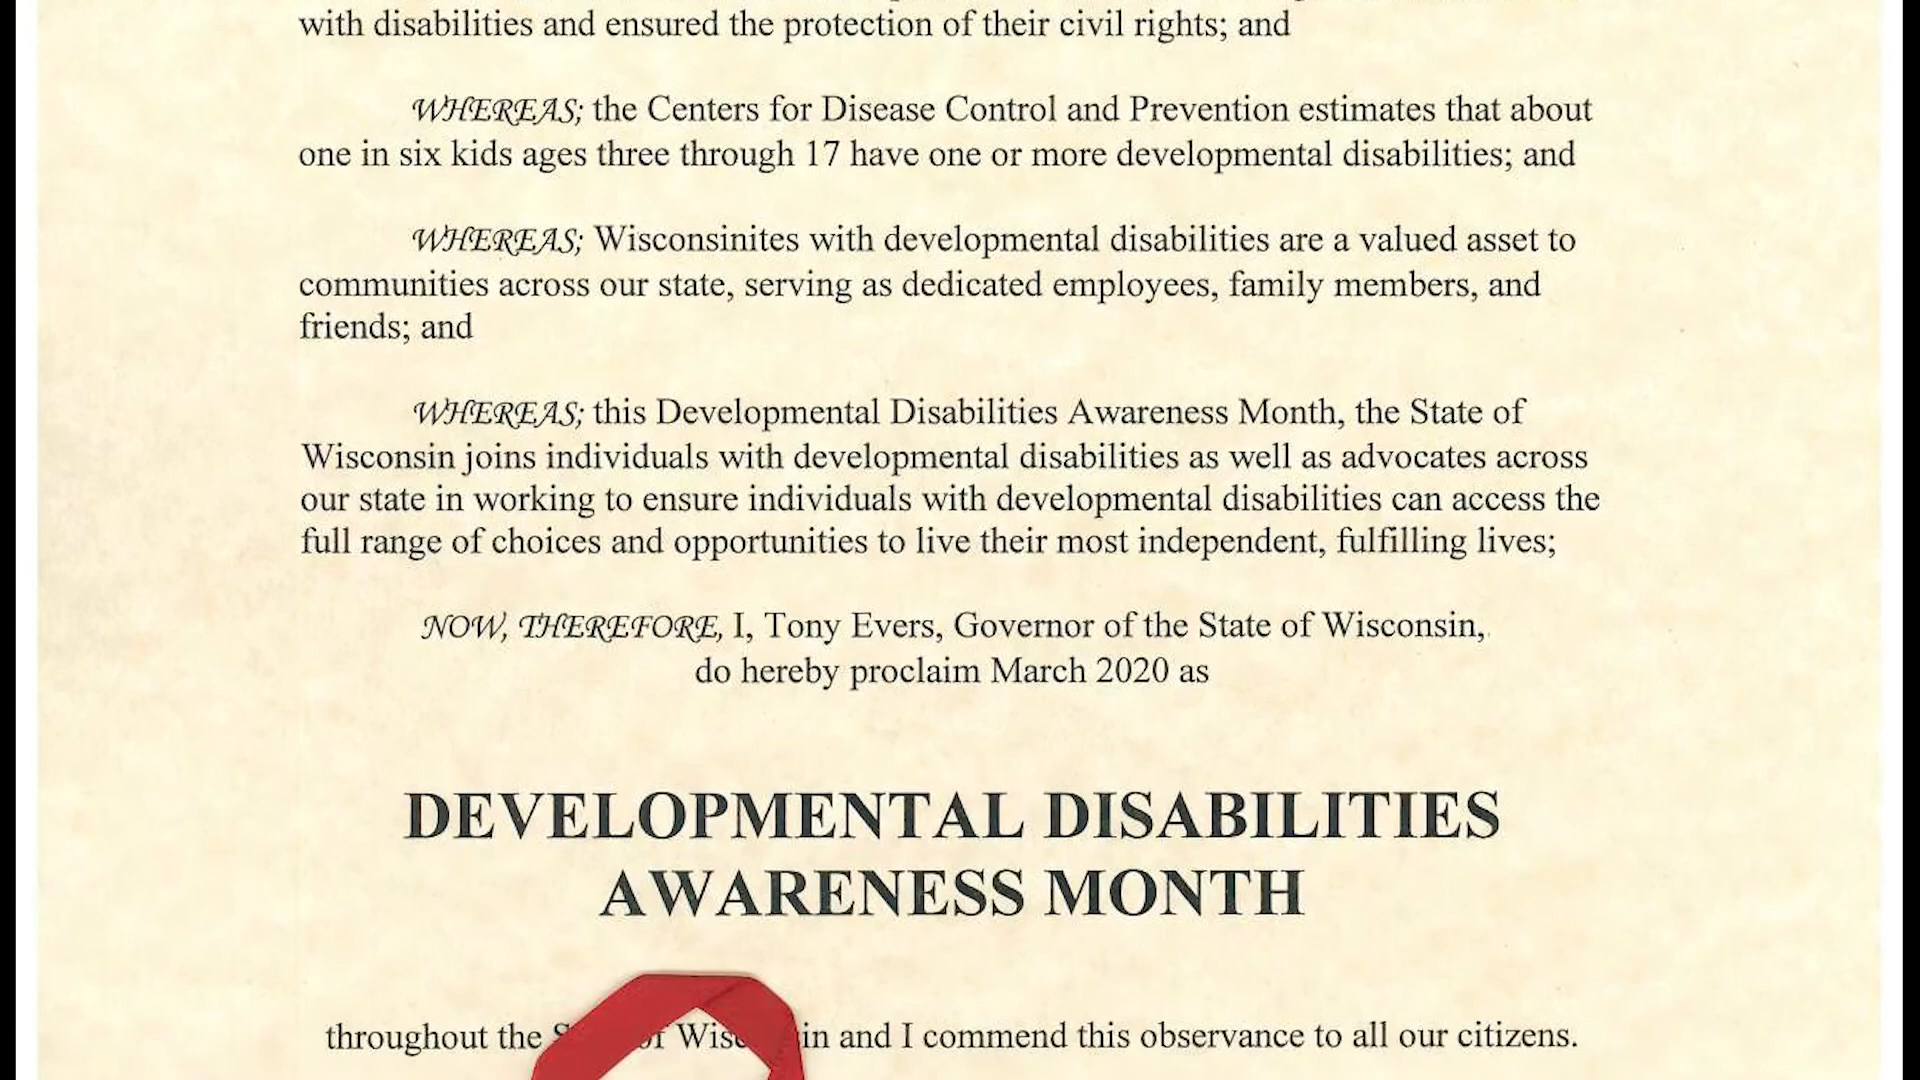 with disabilities and ensured the protection of their civil rights; and
WHEREAS; the Centers for Disease Control and Prevention estimates that about
one in six kids ages three through 17 have one or more developmental disabilities; and
WHEREAS; Wisconsinites with developmental disabilities are a valued asset to
communities across our state, serving as dedicated employees, family members, and
friends; and
WHEREAS; this Developmental Disabilities Awareness Month, the State of
Wisconsin joins individuals with developmental disabilities as well as advocates across
our state in working to ensure individuals with developmental disabilities can access the
full range of choices and opportunities to live their most independent, fulfilling lives;
NOW, THEREFORE, I, Tony Evers, Governor of the State of Wisconsin,
do hereby proclaim March 2020 as
DEVELOPMENTAL DISABILITIES
AWARENESS MONTH
throughout the of in and I commend this observance to all our citizens.